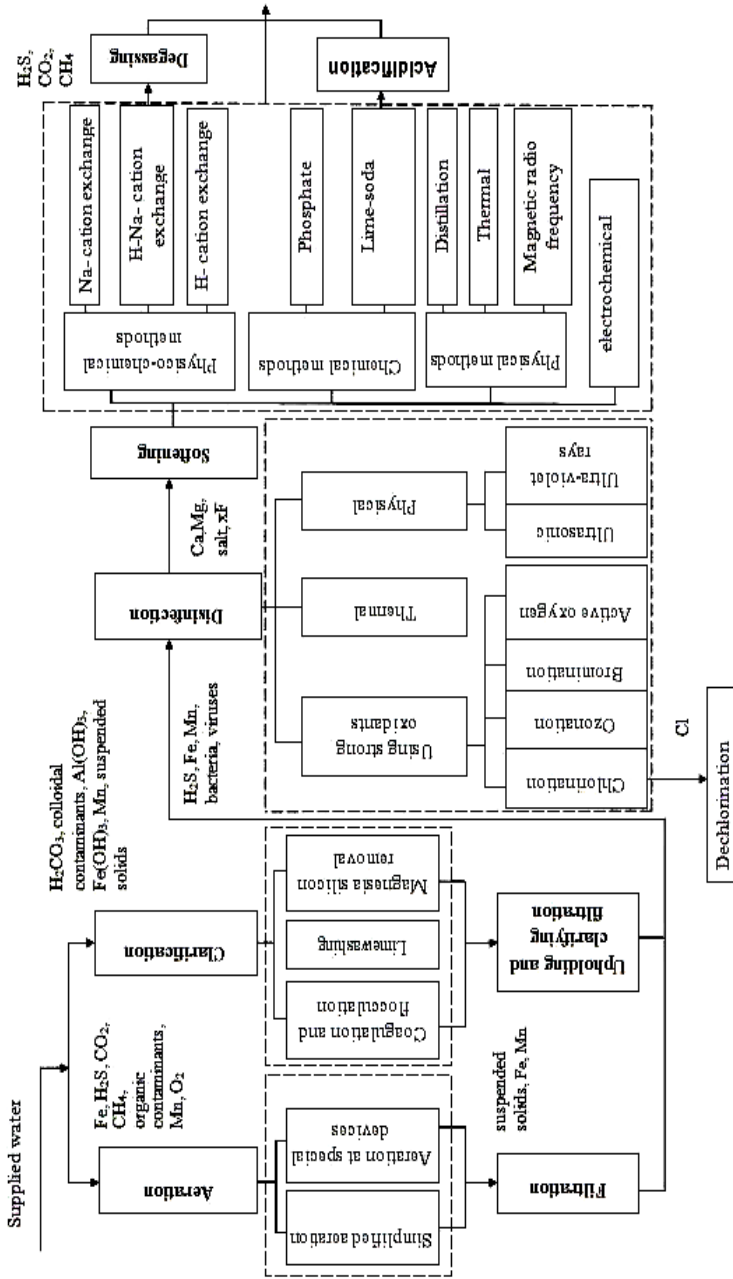 Supplied water
Aeration
Fe, H₂S, CO₂,
CH₄,
organic
contaminants,
Mn, O₂
Simplified aeration
Aeration at special
devices
Filtration
suspended
solids, Fe, Mn
Clarification
H₂CO₃, colloidal
contaminants, Al(OH)₃,
Fe(OH)₃, Mn, suspended
solids
Coagulation and
flocculation
Limewashing
Magnesia silicon
removal
Upholding and
clarifying
filtration
H₂S, Fe, Mn,
bacteria, viruses
Disinfection
Using strong
oxidants
Thermal
Physical
Chlorination
Ozonation
Bromination
Active oxygen
Ultrasonic
Ultra-violet
rays
Cl
Dechlorination
Ca,Mg,
salt, xF
Softening
Physico-chemical
methods
Chemical methods
Physical methods
electrochemical
Na- cation exchange
H-Na- cation
exchange
H- cation exchange
Phosphate
Lime-soda
Distillation
Thermal
Magnetic radio
frequency
H₂S,
CO₂,
CH₄
Degassing
Acidification